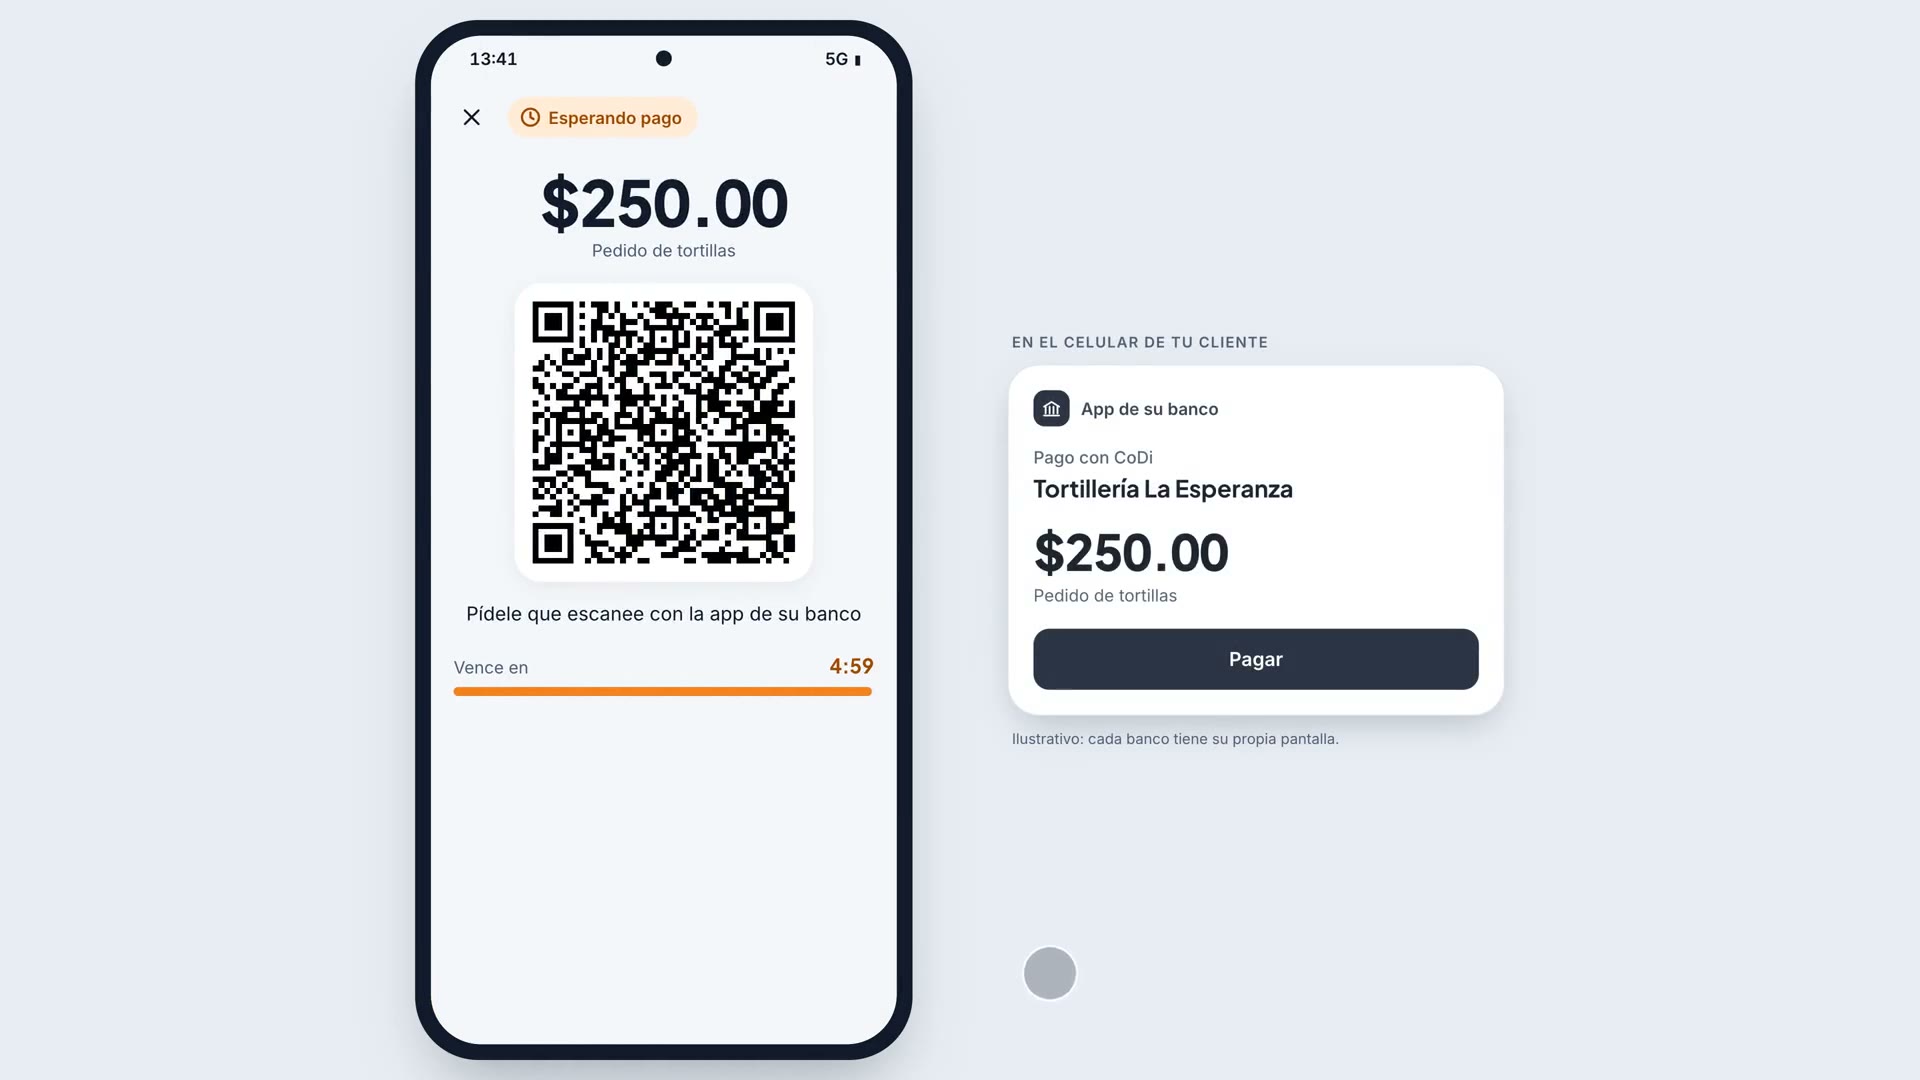 13:41
5G
Esperando pago
$250.00
Pedido de tortillas
Pídele que escanee con la app de su banco
Vence en 4:59
EN EL CELULAR DE TU CLIENTE
App de su banco
Pago con CoDi
Tortillería La Esperanza
$250.00
Pedido de tortillas
Pagar
Ilustrativo: cada banco tiene su propia pantalla.